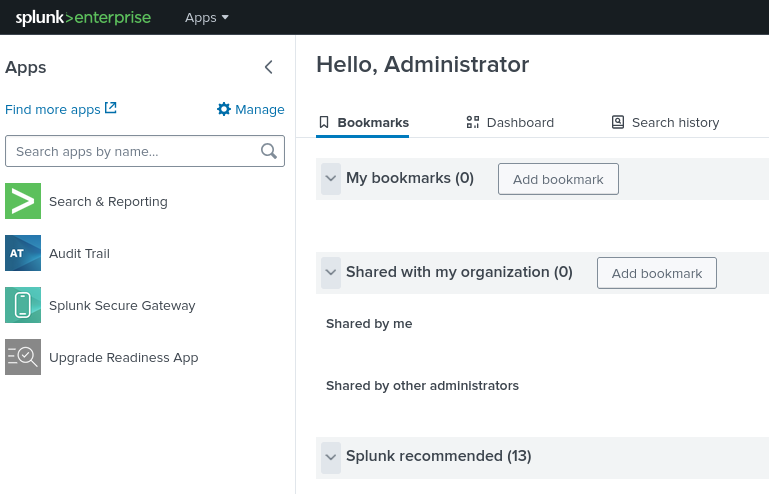 splunk>enterprise Apps
Apps
Find more apps Manage
Search apps by name...
Search & Reporting
AT Audit Trail
Splunk Secure Gateway
Upgrade Readiness App
Hello, Administrator
Bookmarks Dashboard Search history
My bookmarks (0) Add bookmark
Shared with my organization (0) Add bookmark
Shared by me
Shared by other administrators
Splunk recommended (13)